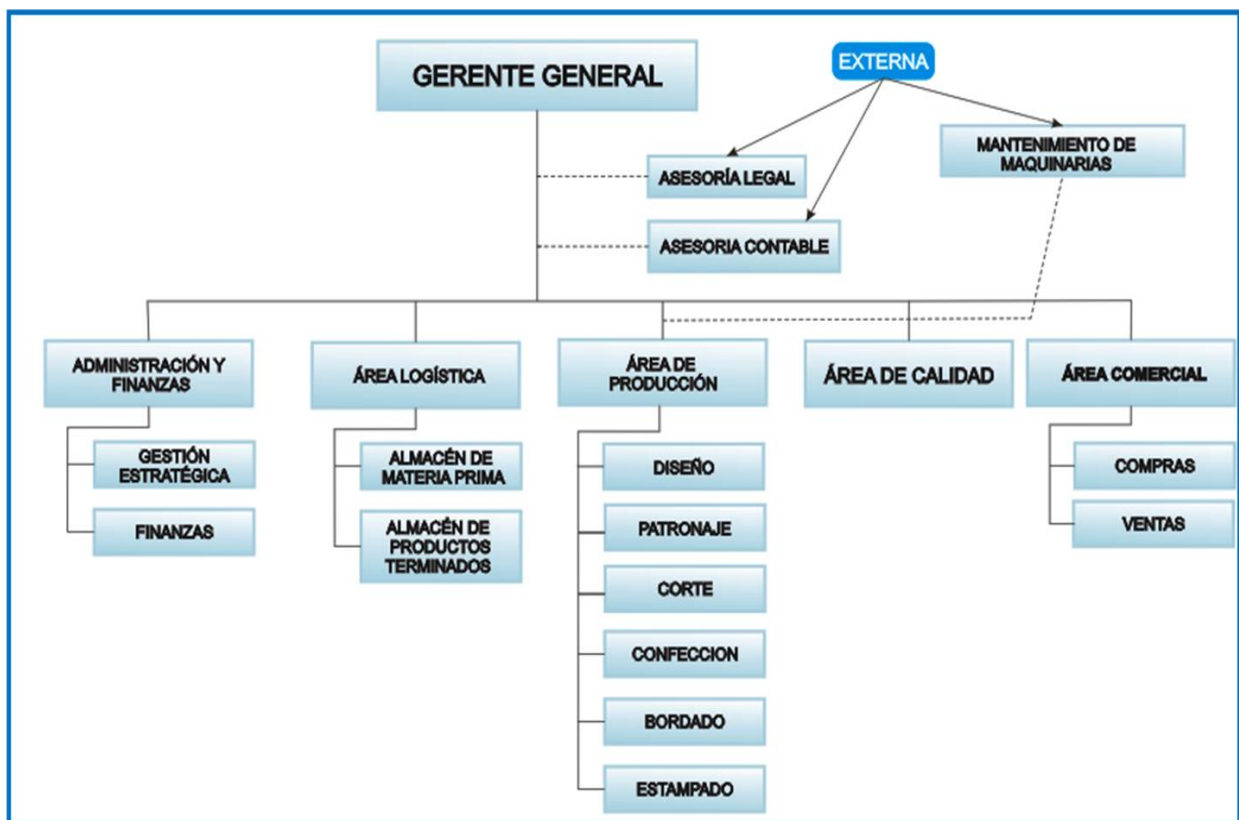 GERENTE GENERAL
EXTERNA
MANTENIMIENTO DE
MAQUINARIAS
ASESORÍA LEGAL
ASESORIA CONTABLE
ADMINISTRACIÓN Y
FINANZAS
ÁREA LOGÍSTICA
ÁREA DE
PRODUCCIÓN
ÁREA DE CALIDAD
ÁREA COMERCIAL
GESTIÓN
ESTRATÉGICA
FINANZAS
ALMACÉN DE
MATERIA PRIMA
ALMACÉN DE
PRODUCTOS
TERMINADOS
DISEÑO
PATRONAJE
CORTE
CONFECCION
BORDADO
ESTAMPADO
COMPRAS
VENTAS